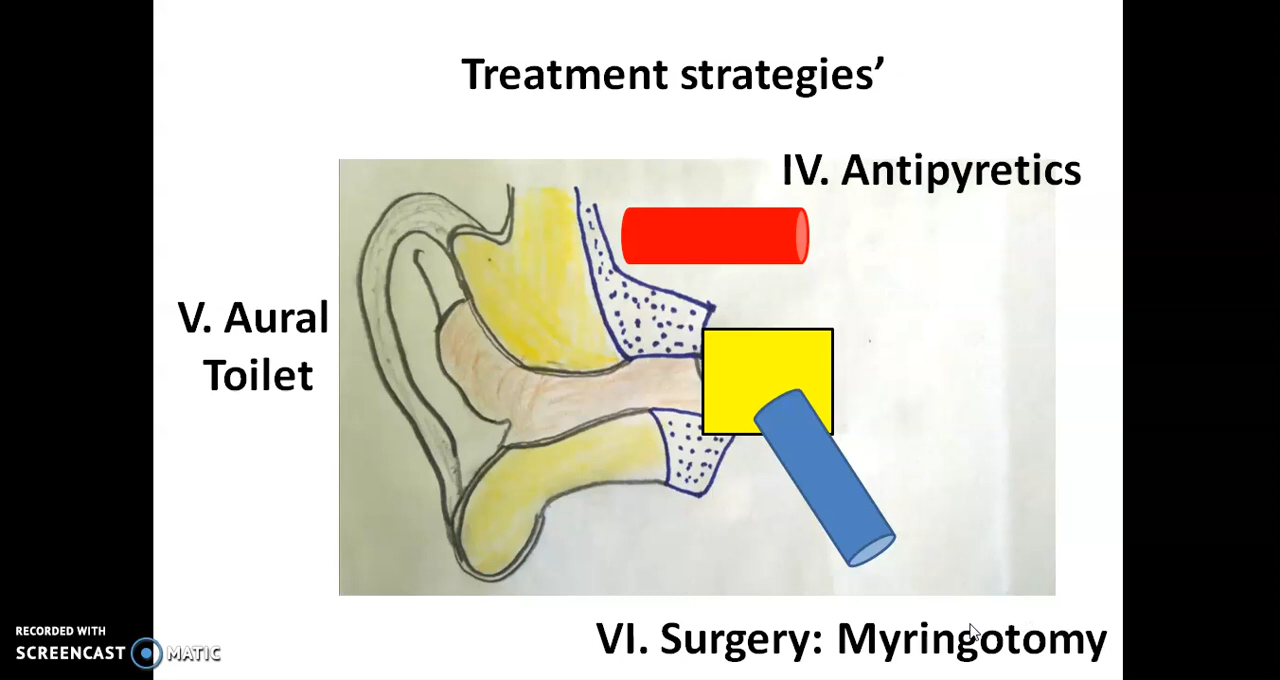 Treatment strategies’
IV. Antipyretics
V. Aural
Toilet
VI. Surgery: Myringotomy
RECORDED WITH
SCREENCAST MATIC